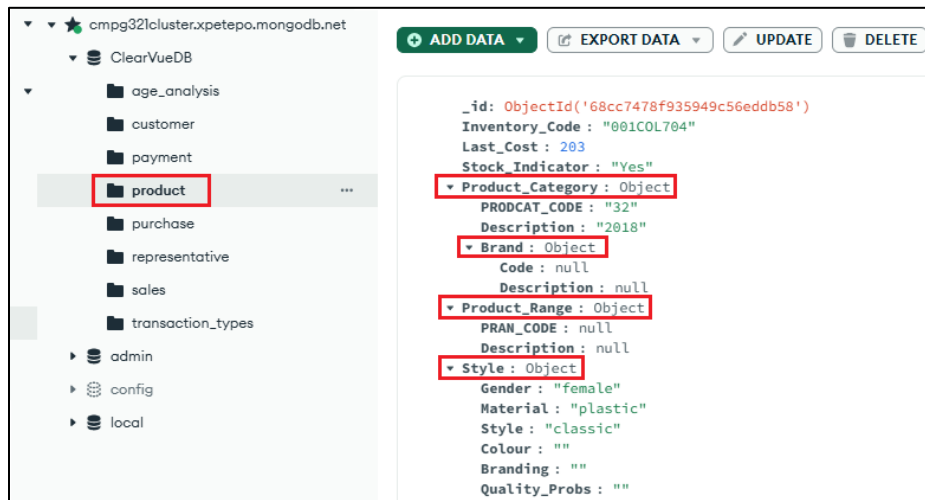 cmpg321cluster.xpetepo.mongodb.net
ClearVueDB
age_analysis
customer
payment
product
purchase
representative
sales
transaction_types
admin
config
local
ADD DATA
EXPORT DATA
UPDATE
DELETE
_id: ObjectId('68cc7478f935949c56eddb58')
Inventory_Code : "001COL704"
Last_Cost : 203
Stock_Indicator : "Yes"
Product_Category : Object
PRODCAT_CODE : "32"
Description : "2018"
Brand : Object
Code : null
Description : null
Product_Range : Object
PRAN_CODE : null
Description : null
Style : Object
Gender : "female"
Material : "plastic"
Style : "classic"
Colour : ""
Branding : ""
Quality_Probs : ""